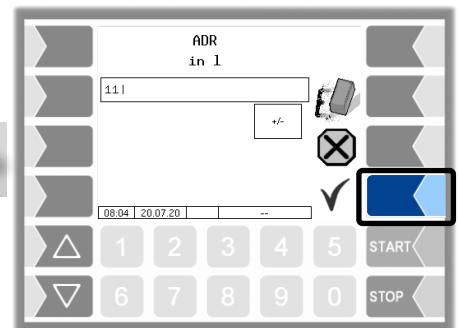 ADR
in l
11|
+/-
08:04 20.07.20 --
1 2 3 4 5 START
6 7 8 9 0 STOP